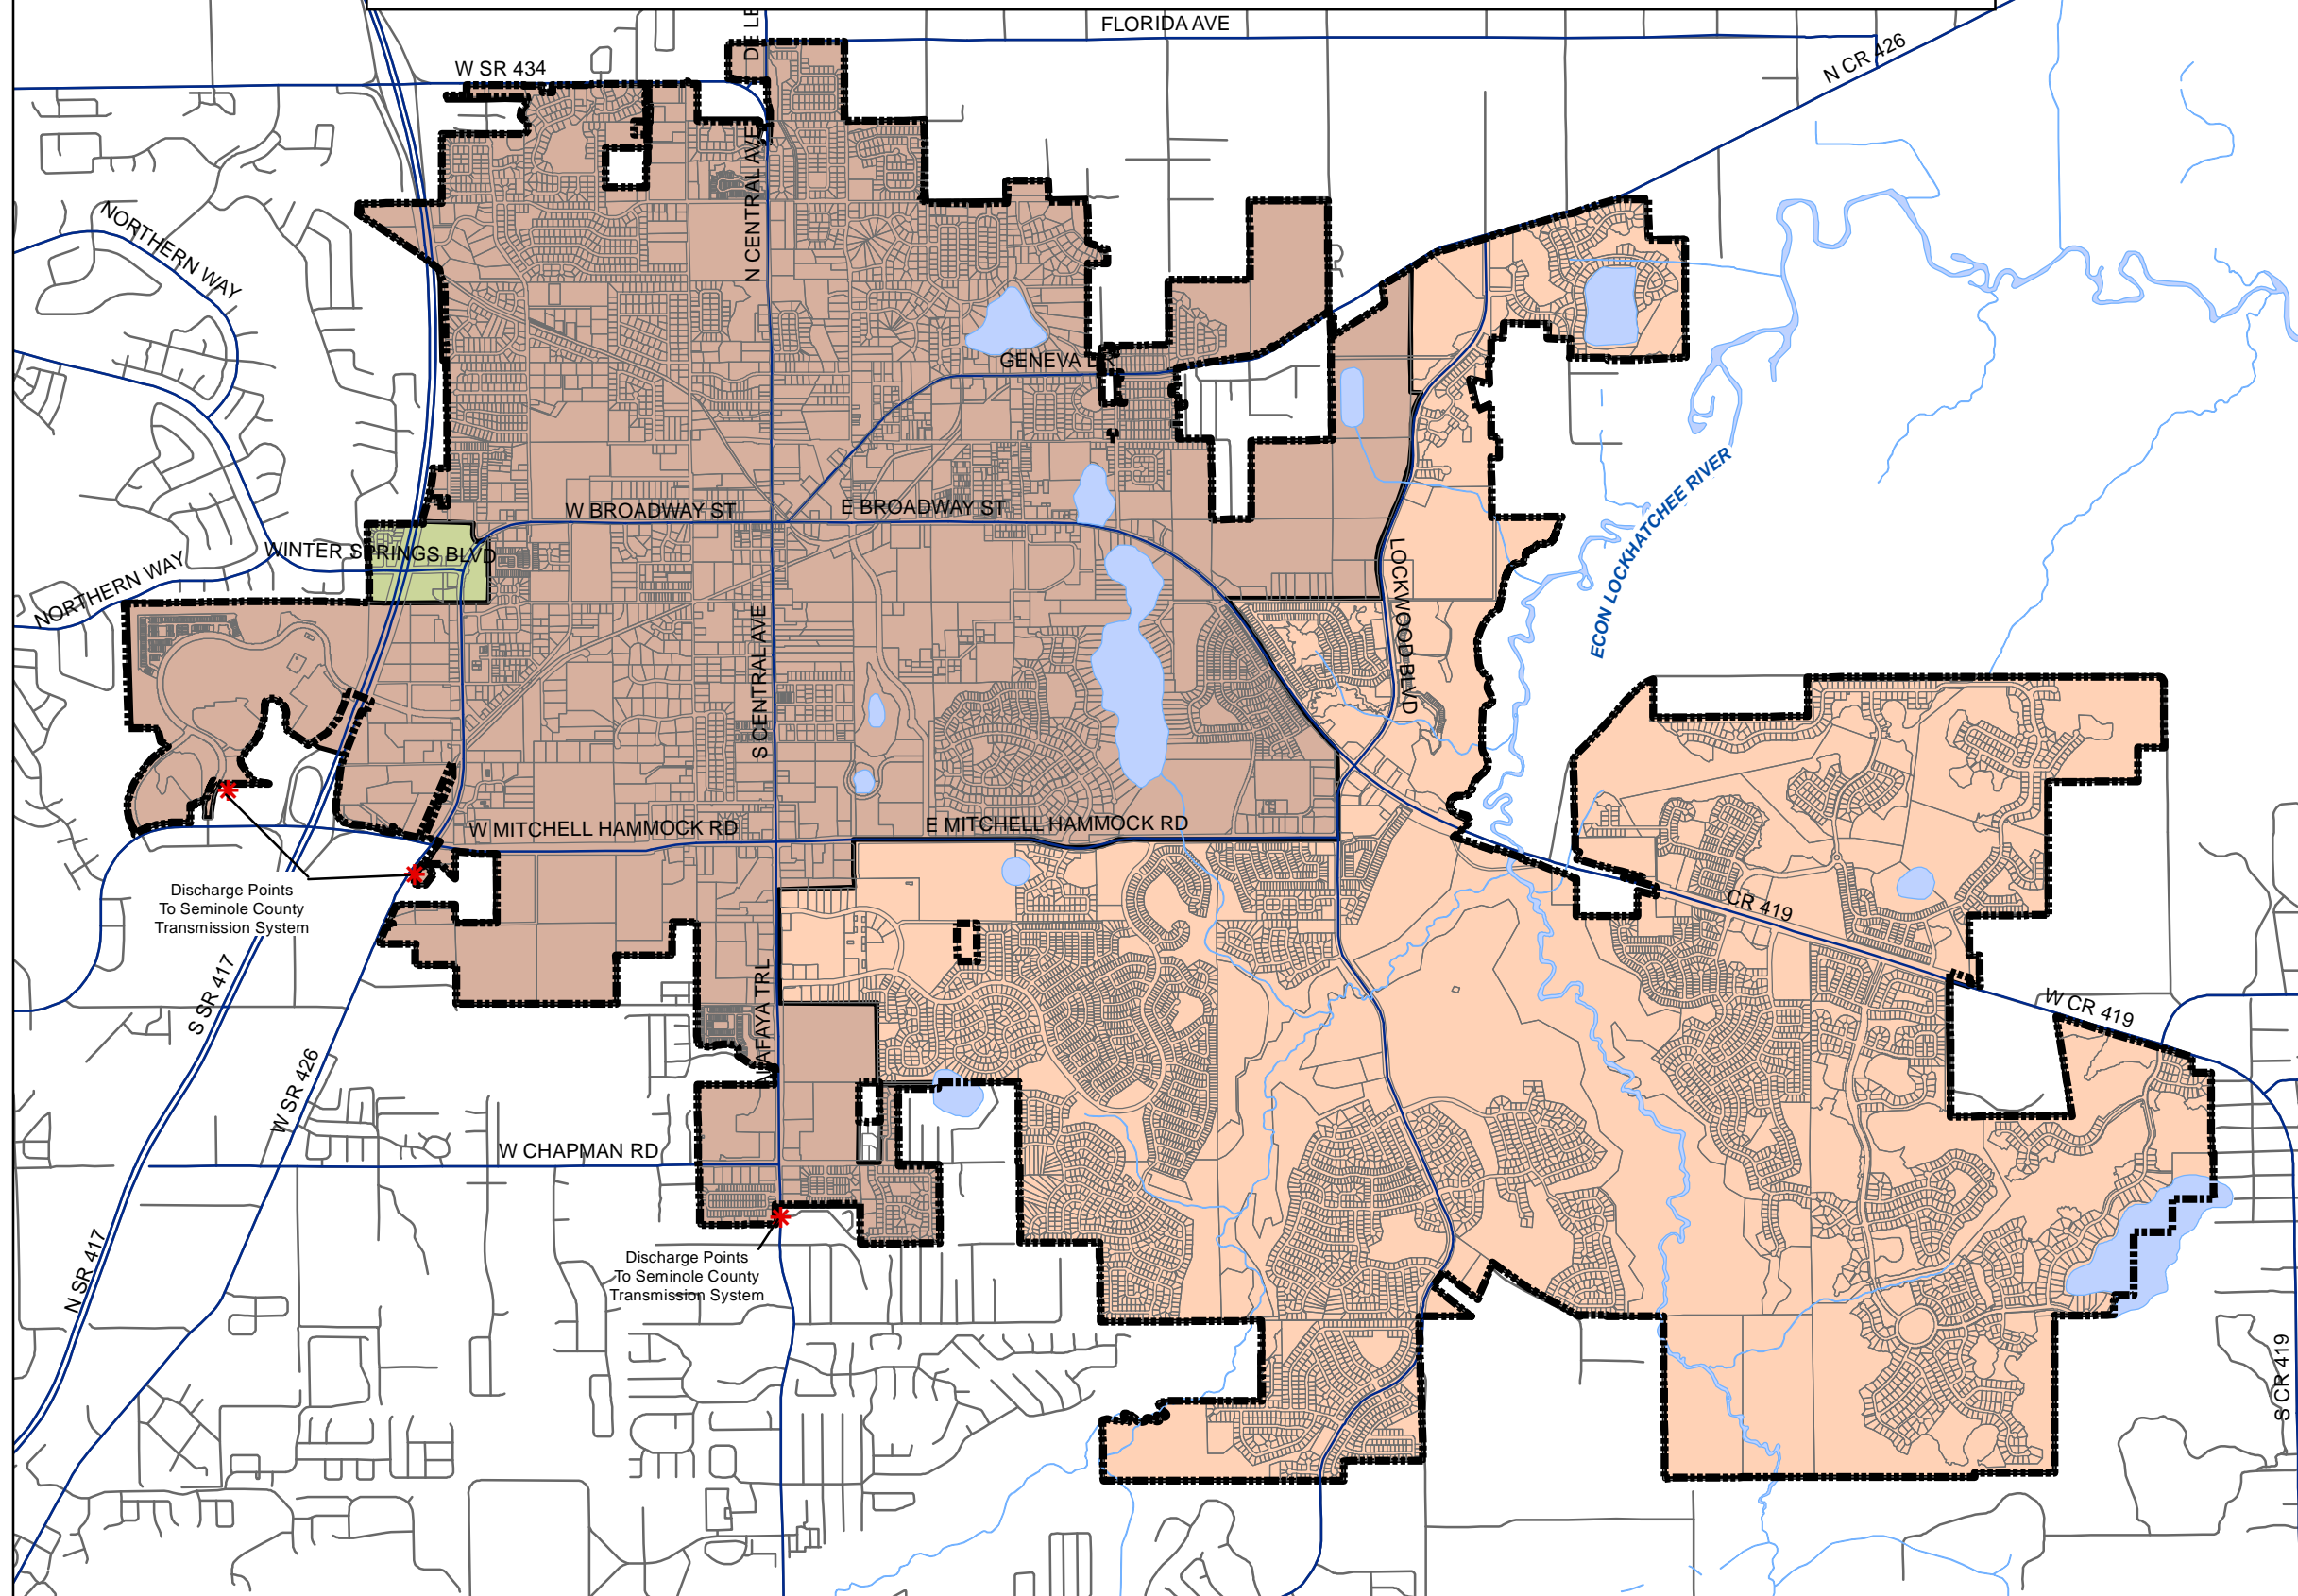 FLORIDA AVE
DE LE
N CR 426
W SR 434
N CENTRAL AVE
NORTHERN WAY
GENEVA DR
W BROADWAY ST
E BROADWAY ST
ECON LOCKHATCHEE RIVER
WINTER SPRINGS BLVD
NORTHERN WAY
LOCKWOOD BLVD
S CENTRAL AVE
W MITCHELL HAMMOCK RD
E MITCHELL HAMMOCK RD
Discharge Points
To Seminole County
Transmission System
CR 419
S SR 417
ALAFAYA TRL
W CR 419
W SR 426
W CHAPMAN RD
N SR 417
Discharge Points
To Seminole County
Transmission System
S CR 419